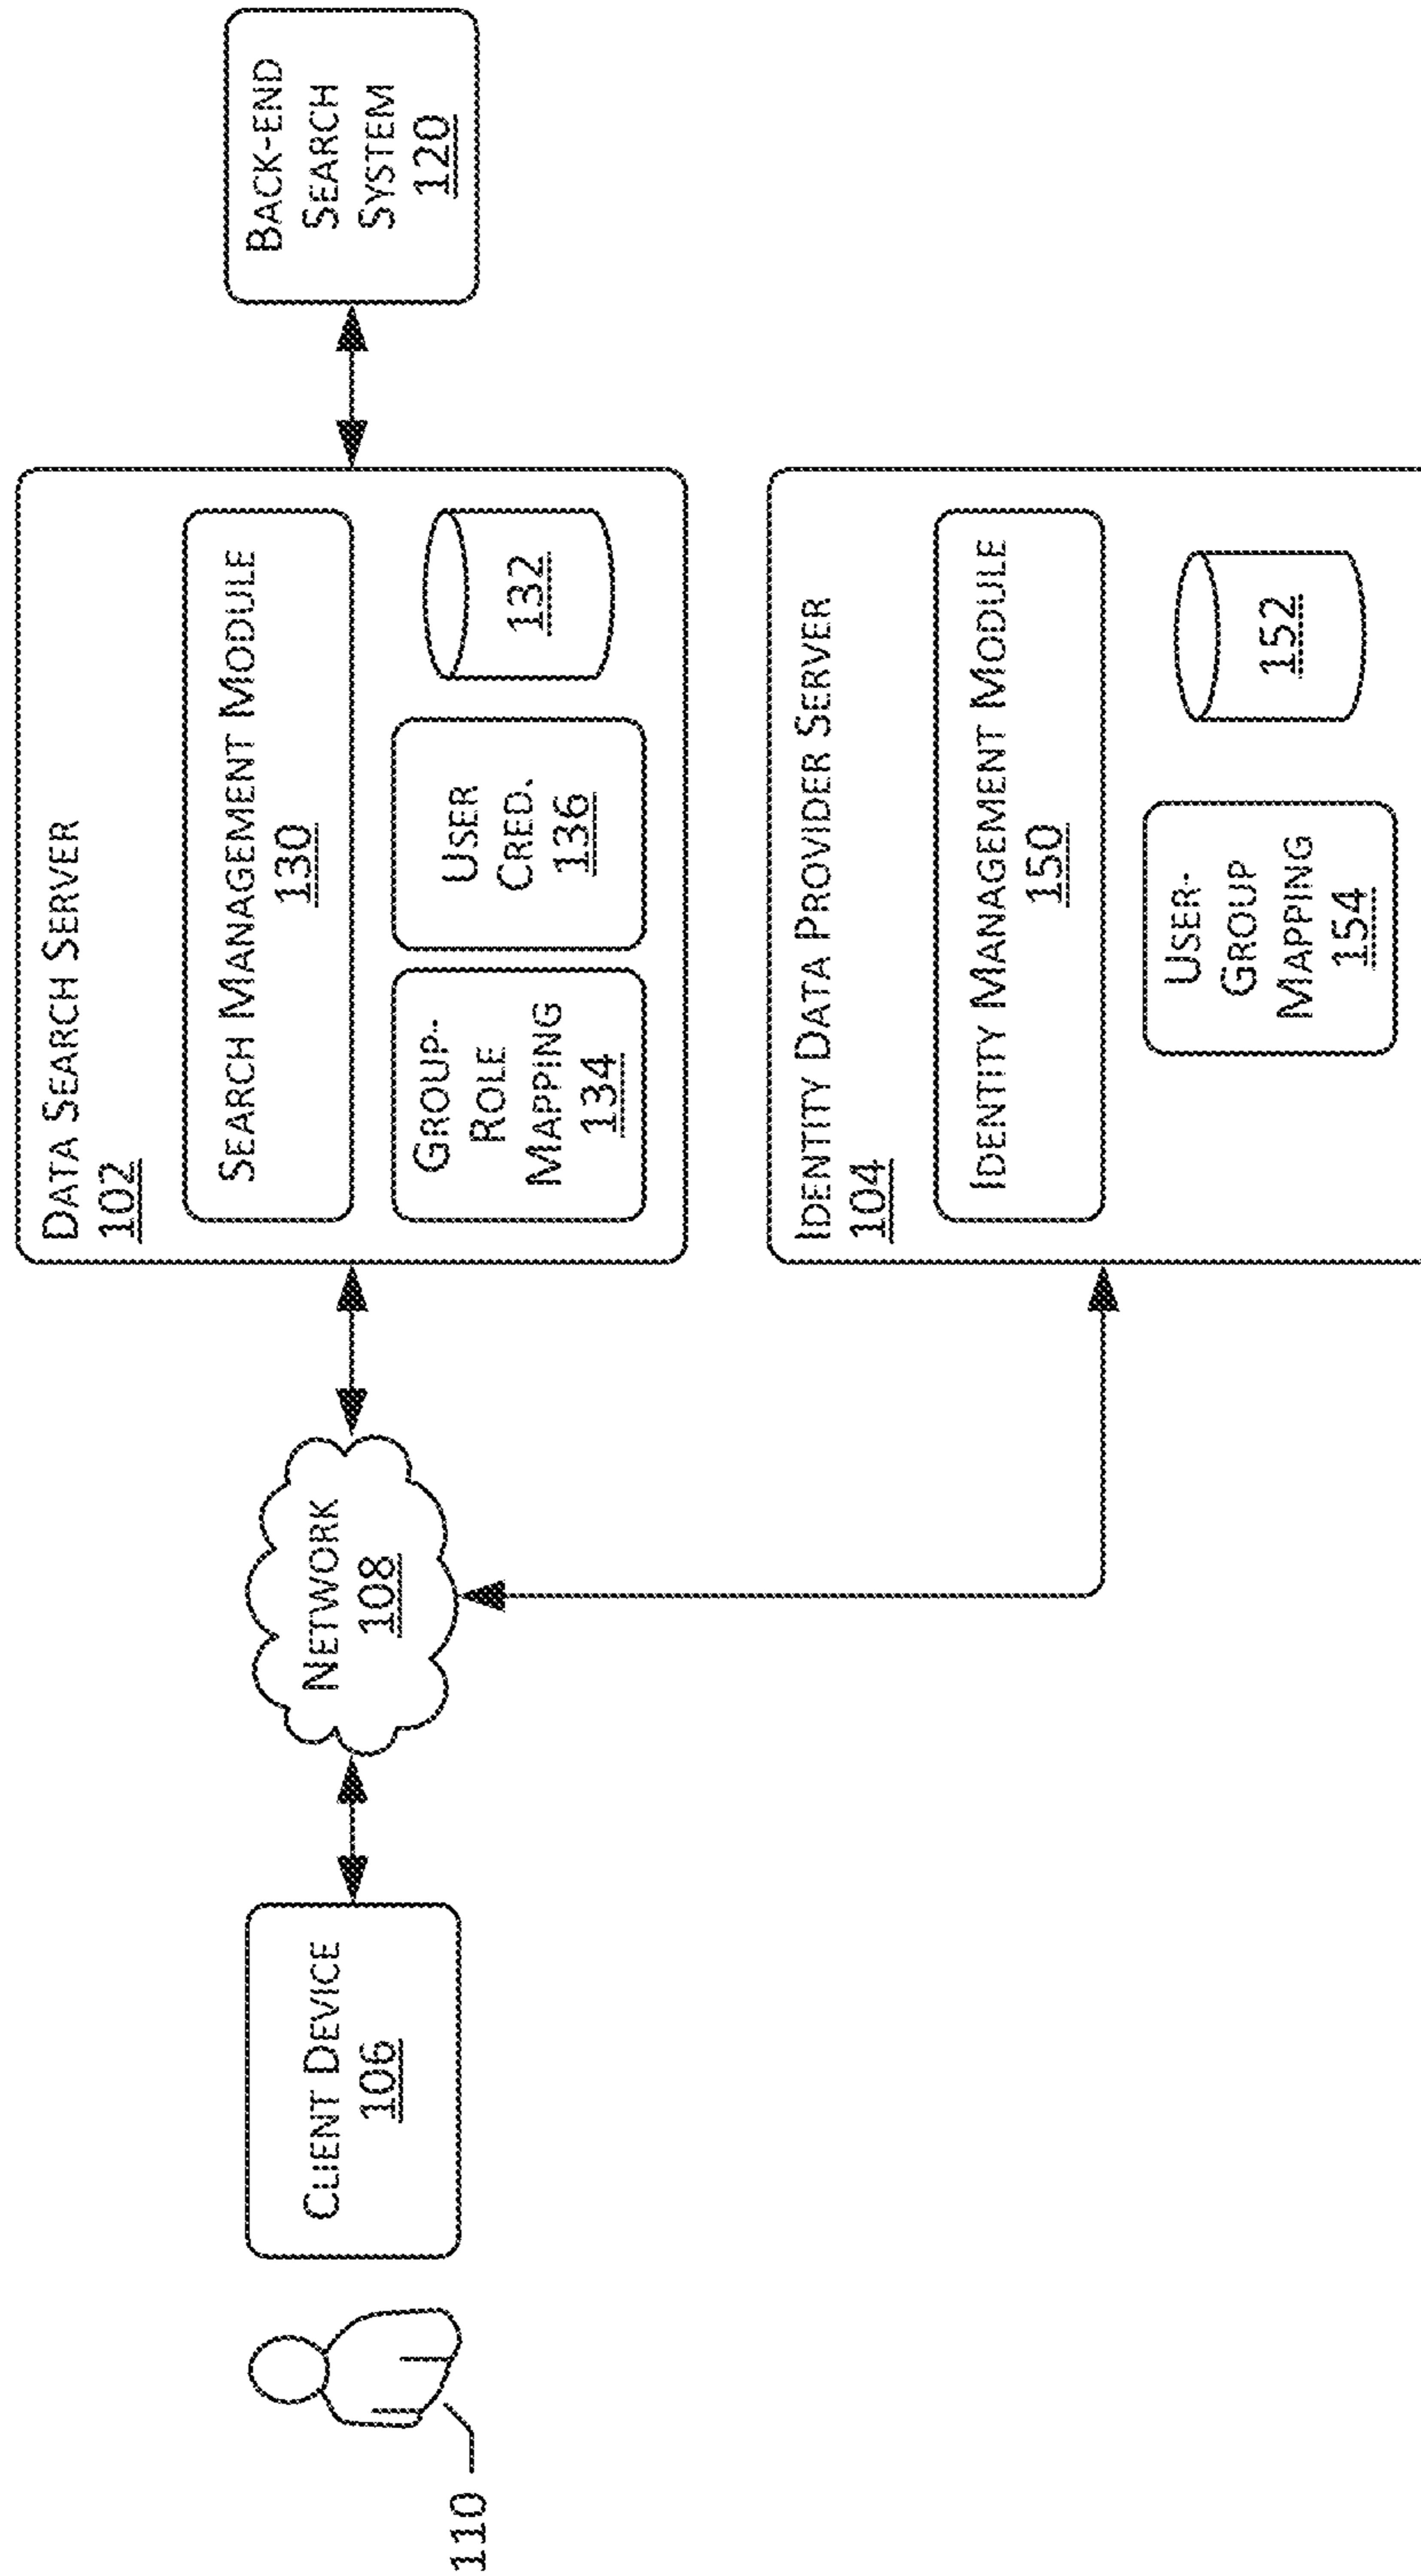 110
CLIENT DEVICE
106
NETWORK
108
DATA SEARCH SERVER
102
SEARCH MANAGEMENT MODULE
130
GROUP-
ROLE
MAPPING
134
USER
CRED.
136
132
BACK-END
SEARCH
SYSTEM
120
IDENTITY DATA PROVIDER SERVER
104
IDENTITY MANAGEMENT MODULE
150
USER-
GROUP
MAPPING
154
152